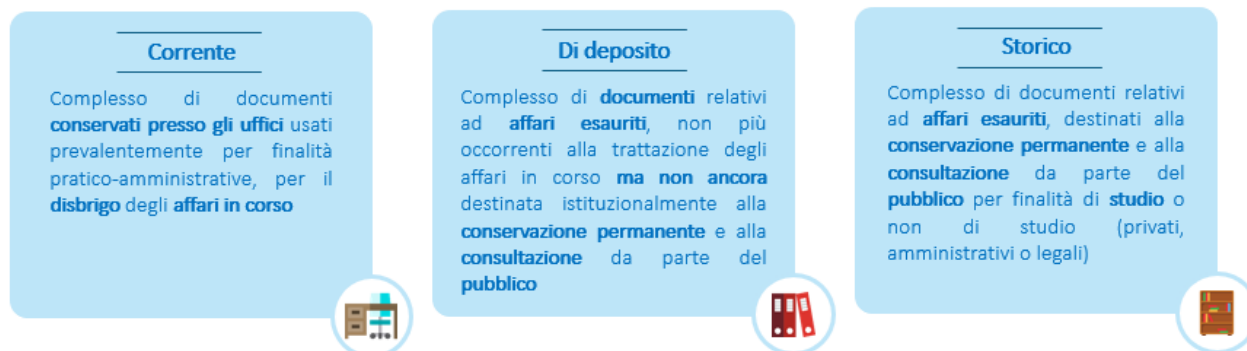 Corrente
Complesso di documenti
conservati presso gli uffici usati
prevalentemente per finalità
pratico-amministrative, per il
disbrigo degli affari in corso
Di deposito
Complesso di documenti relativi
ad affari esauriti, non più
occorrenti alla trattazione degli
affari in corso ma non ancora
destinata istituzionalmente alla
conservazione permanente e alla
consultazione da parte del
pubblico
Storico
Complesso di documenti relativi
ad affari esauriti, destinati alla
conservazione permanente e alla
consultazione da parte del
pubblico per finalità di studio o
non di studio (privati,
amministrativi o legali)